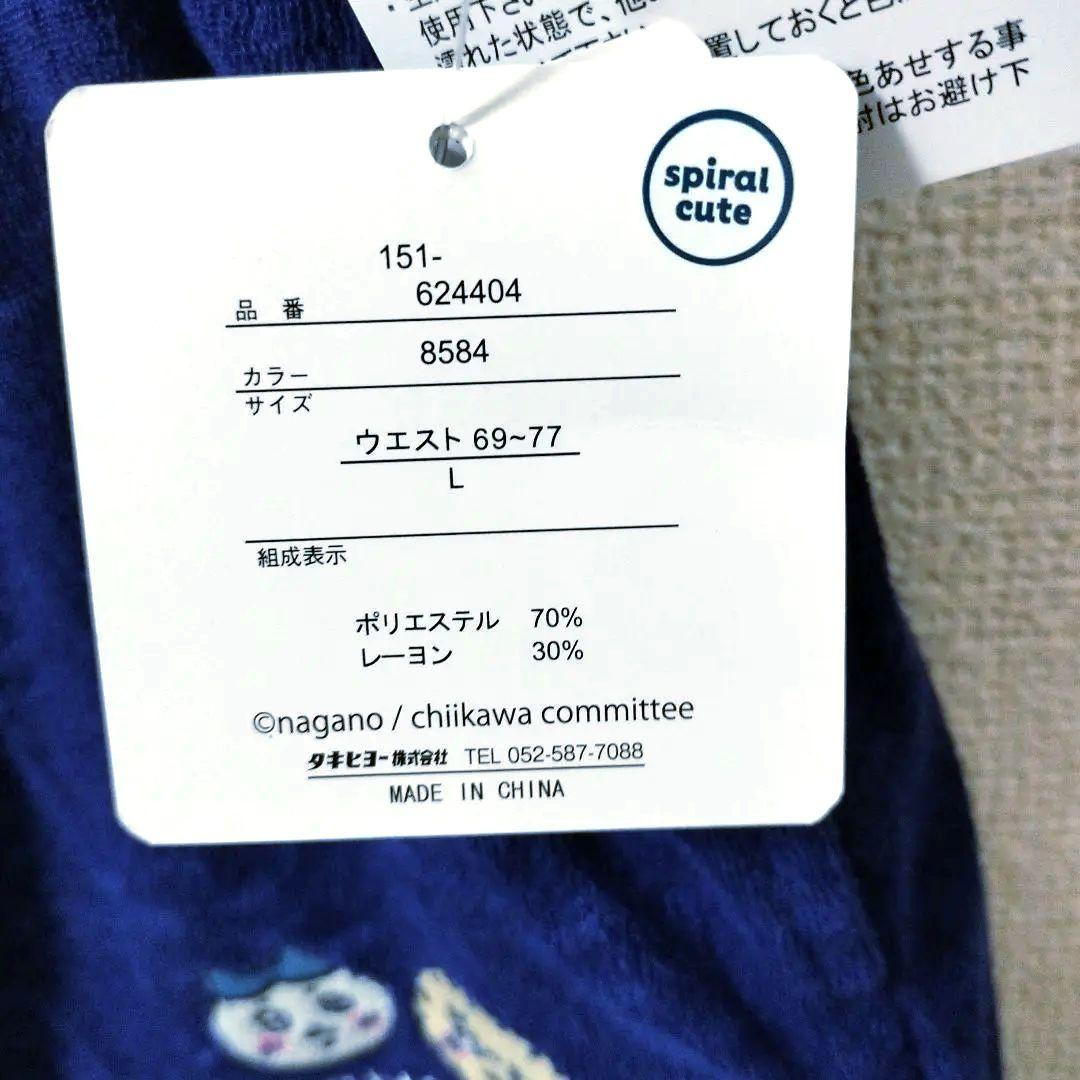 使用下さい
濡れた状態で、他
置しておくと
色あせする事
はお避け下
spiral
cute
151-
624404
品 番
8584
カラー
サイズ
ウエスト 69~77
L
組成表示
ポリエステル 70%
レーヨン 30%
©nagano / chiikawa committee
タキヒヨー株式会社 TEL 052-587-7088
MADE IN CHINA